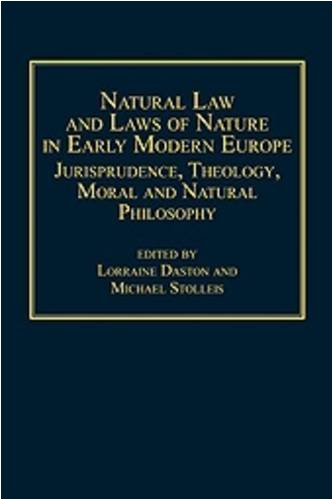 Natural Law
and Laws of Nature
in Early Modern Europe
Jurisprudence, Theology,
Moral and Natural
Philosophy
edited by
Lorraine Daston and
Michael Stolleis